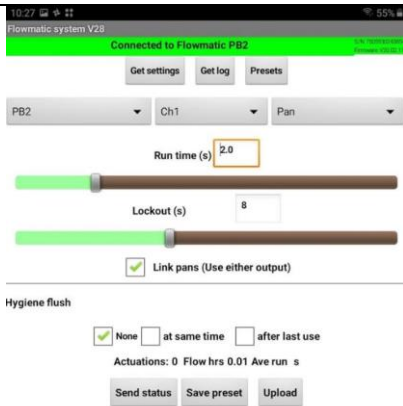 10:27 55%
Flowmatic system V28
Connected to Flowmatic PB2
Get settings Get log Presets
PB2 Ch1 Pan
Run time (s) 2.0
Lockout (s) 8
Link pans (Use either output)
Hygiene flush
None at same time after last use
Actuations: 0 Flow hrs 0.01 Ave run s
Send status Save preset Upload